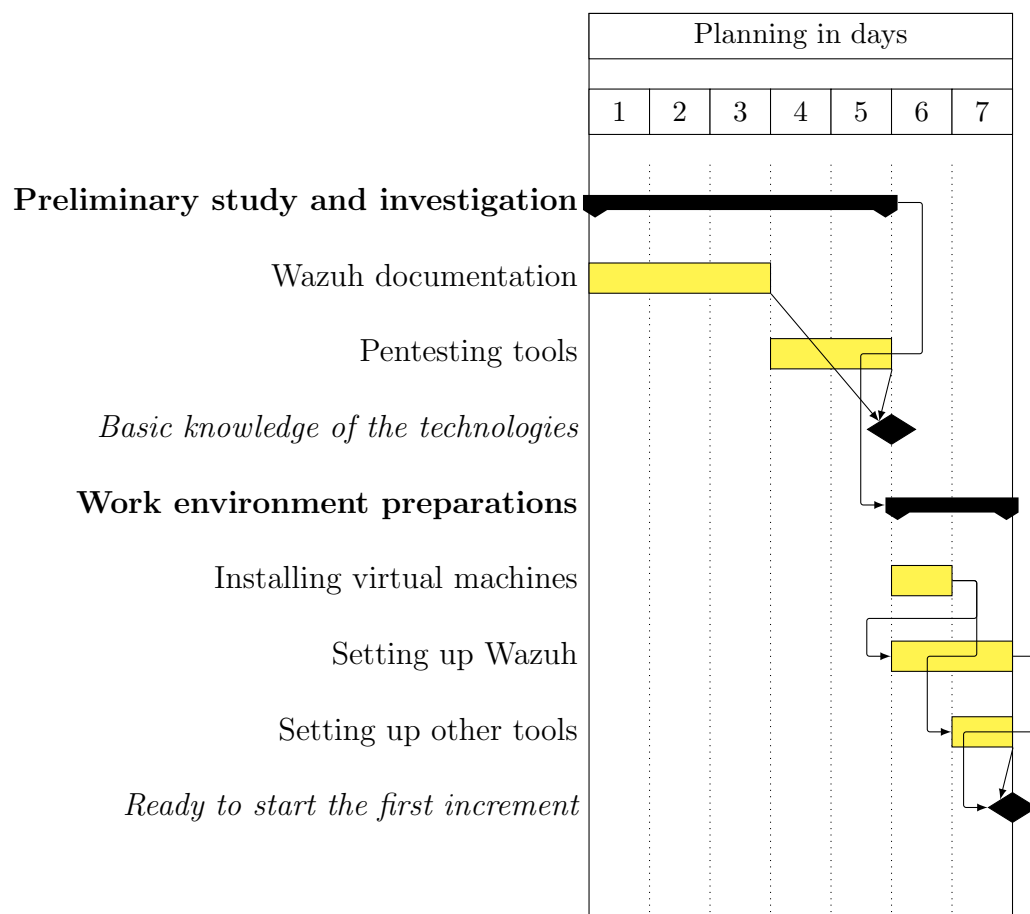 Planning in days
1 2 3 4 5 6 7
Preliminary study and investigation
Wazuh documentation
Pentesting tools
Basic knowledge of the technologies
Work environment preparations
Installing virtual machines
Setting up Wazuh
Setting up other tools
Ready to start the first increment